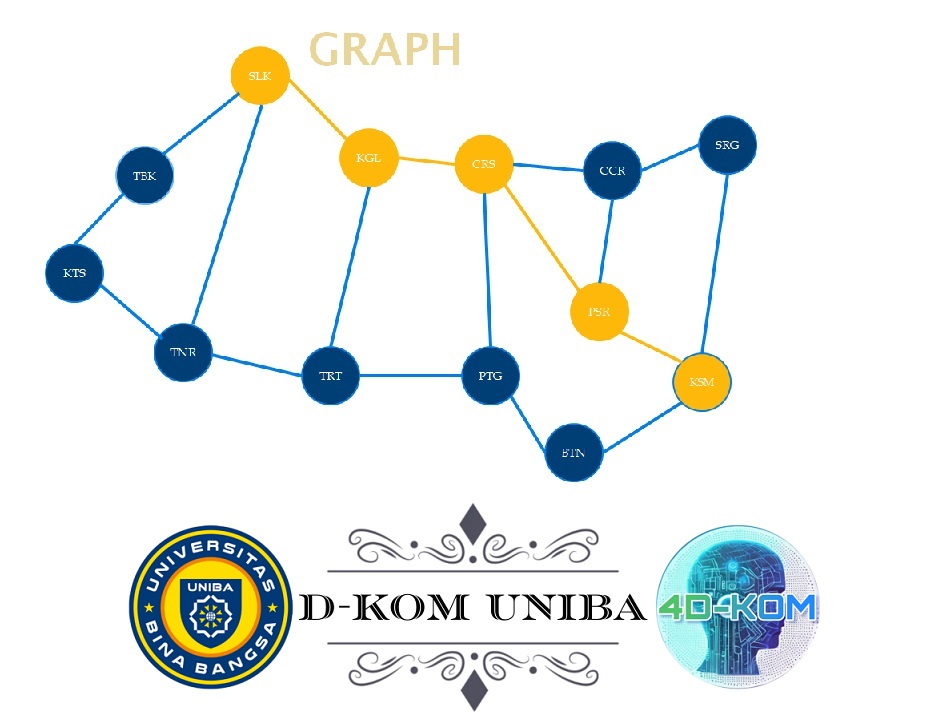 GRAPH
SLK
KGL
CRS
CCR
SRG
TBK
KTS
PSR
TNR
TRT
PTG
KSM
BTN
UNIVERSITAS
UNIBA
BINA BANGSA
D-KOM UNIBA
4D-KOM